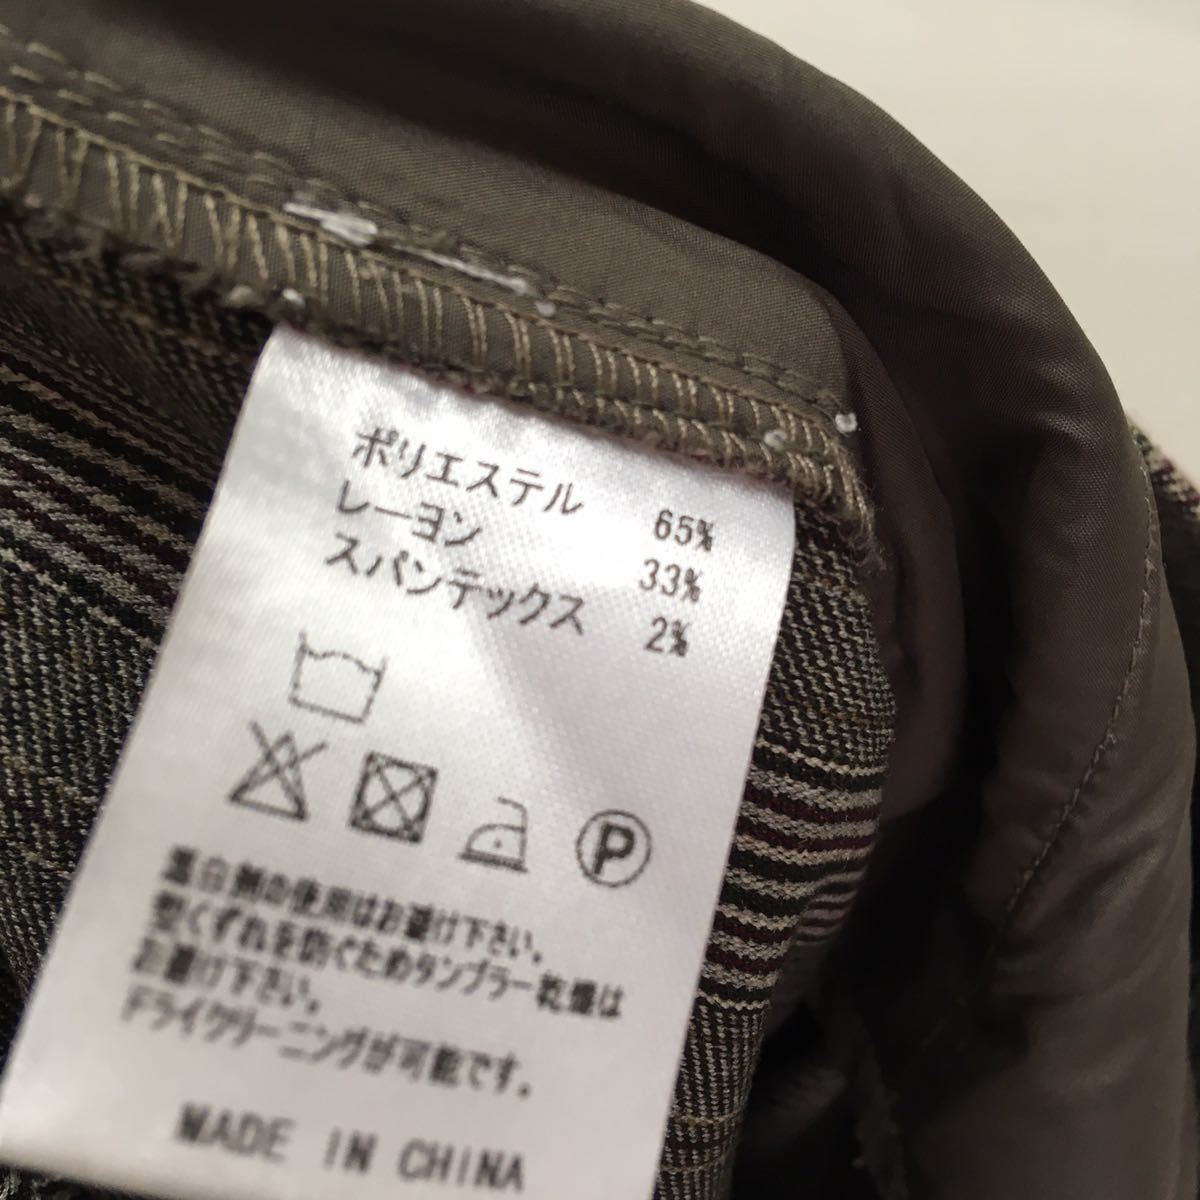 ポリエステル 65%
レーヨン 33%
スパンテックス 2%
P
蛋白剤の使用はお避け下さい。
型くずれを防ぐためタンブラー乾燥は
お避け下さい。
ドライクリーニングが可能です。
MADE IN CHINA